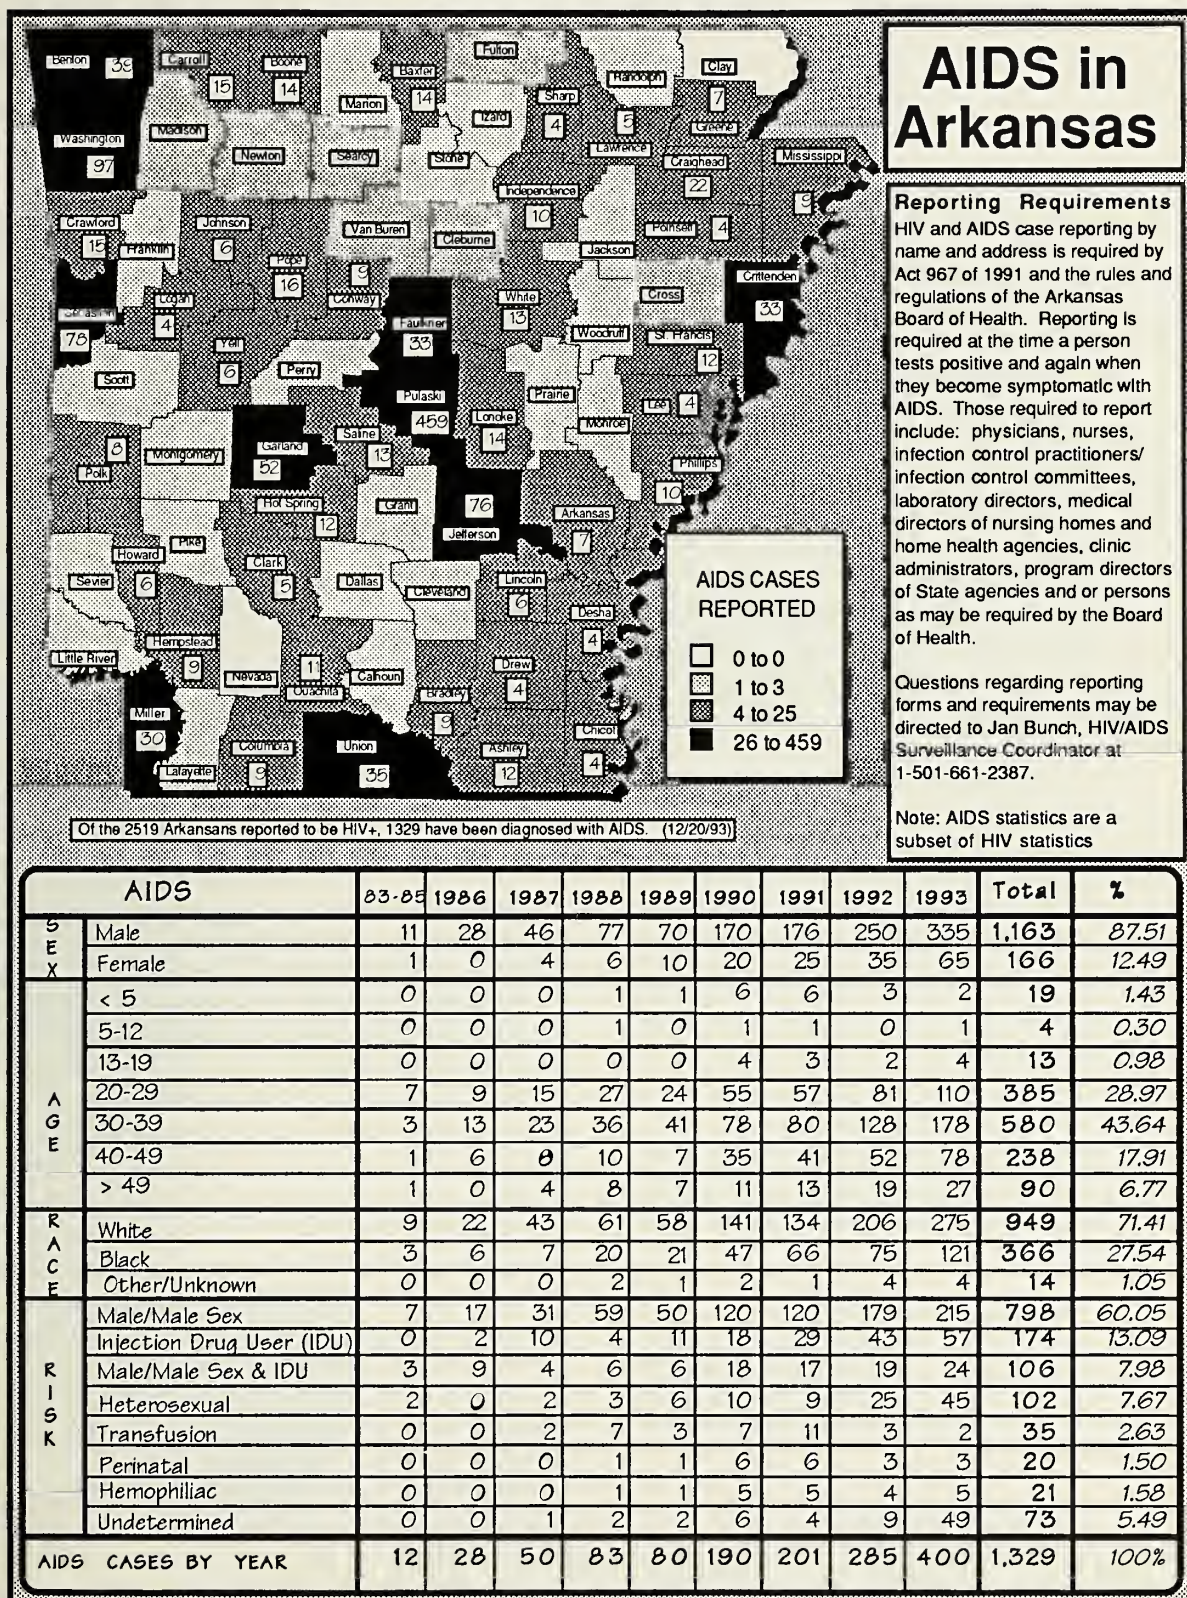 AIDS in
Arkansas
Reporting Requirements
HIV and AIDS case reporting by
name and address is required by
Act 967 of 1991 and the rules and
regulations of the Arkansas
Board of Health. Reporting is
required at the time a person
tests positive and again when
they become symptomatic with
AIDS. Those required to report
include: physicians, nurses,
infection control practitioners/
infection control committees,
laboratory directors, medical
directors of nursing homes and
home health agencies, clinic
administrators, program directors
of State agencies and or persons
as may be required by the Board
of Health.
Questions regarding reporting
forms and requirements may be
directed to Jan Bunch, HIV/AIDS
Surveillance Coordinator at
1-501-661-2387.
Note: AIDS statistics are a
subset of HIV statistics
Benton 39
Carroll 15
Boone 14
Marion
Baxter 14
Fulton
Izard
Sharp 4
Randolph
Lawrence 5
Clay
Greene 7
Washington 97
Madison
Newton
Searcy
Stone
Independence 10
Craighead 22
Mississippi 9
Crawford 15
Franklin
Johnson 6
Pope 16
Van Buren
Cleburne
Jackson
Poinsett 4
Conway 9
White 13
Cross
Crittenden 33
Sebastian 78
Logan 4
Yell 6
Faulkner 33
Woodruff
St. Francis 12
Scott
Perry
Pulaski 459
Lonoke 14
Prairie
Monroe
Lee 4
Polk 8
Montgomery
Garland 52
Saline 13
Phillips 10
Hot Spring 12
Grant
Jefferson 76
Arkansas 7
Howard 6
Pike
Clark 5
Sevier
Dallas
Cleveland
Lincoln 6
Desha 4
Little River
Hempstead 9
Nevada
Ouachita 11
Calhoun
Bradley 9
Drew 4
Miller 30
Lafayette
Columbia 9
Union 35
Ashley 12
Chicot 4
AIDS CASES
REPORTED
0 to 0
1 to 3
4 to 25
26 to 459
Of the 2519 Arkansans reported to be HIV+, 1329 have been diagnosed with AIDS. (12/20/93)
AIDS 83-85 1986 1987 1988 1989 1990 1991 1992 1993 Total %
SEX
Male 11 28 46 77 70 170 176 250 335 1,163 87.51
Female 1 0 4 6 10 20 25 35 65 166 12.49
AGE
< 5 0 0 0 1 1 6 6 3 2 19 1.43
5-12 0 0 0 1 0 1 1 0 1 4 0.30
13-19 0 0 0 0 0 4 3 2 4 13 0.98
20-29 7 9 15 27 24 55 57 81 110 385 28.97
30-39 3 13 23 36 41 78 80 128 178 580 43.64
40-49 1 6 8 10 7 35 41 52 78 238 17.91
> 49 1 0 4 8 7 11 13 19 27 90 6.77
RACE
White 9 22 43 61 58 141 134 206 275 949 71.41
Black 3 6 7 20 21 47 66 75 121 366 27.54
Other/Unknown 0 0 0 2 1 2 1 4 4 14 1.05
RISK
Male/Male Sex 7 17 31 59 50 120 120 179 215 798 60.05
Injection Drug User (IDU) 0 2 10 4 11 18 29 43 57 174 13.09
Male/Male Sex & IDU 3 9 4 6 6 18 17 19 24 106 7.98
Heterosexual 2 0 2 3 6 10 9 25 45 102 7.67
Transfusion 0 0 2 7 3 7 11 3 2 35 2.63
Perinatal 0 0 0 1 1 6 6 3 3 20 1.50
Hemophiliac 0 0 0 1 1 5 5 4 5 21 1.58
Undetermined 0 0 1 2 2 6 4 9 49 73 5.49
AIDS CASES BY YEAR 12 28 50 83 80 190 201 285 400 1,329 100%